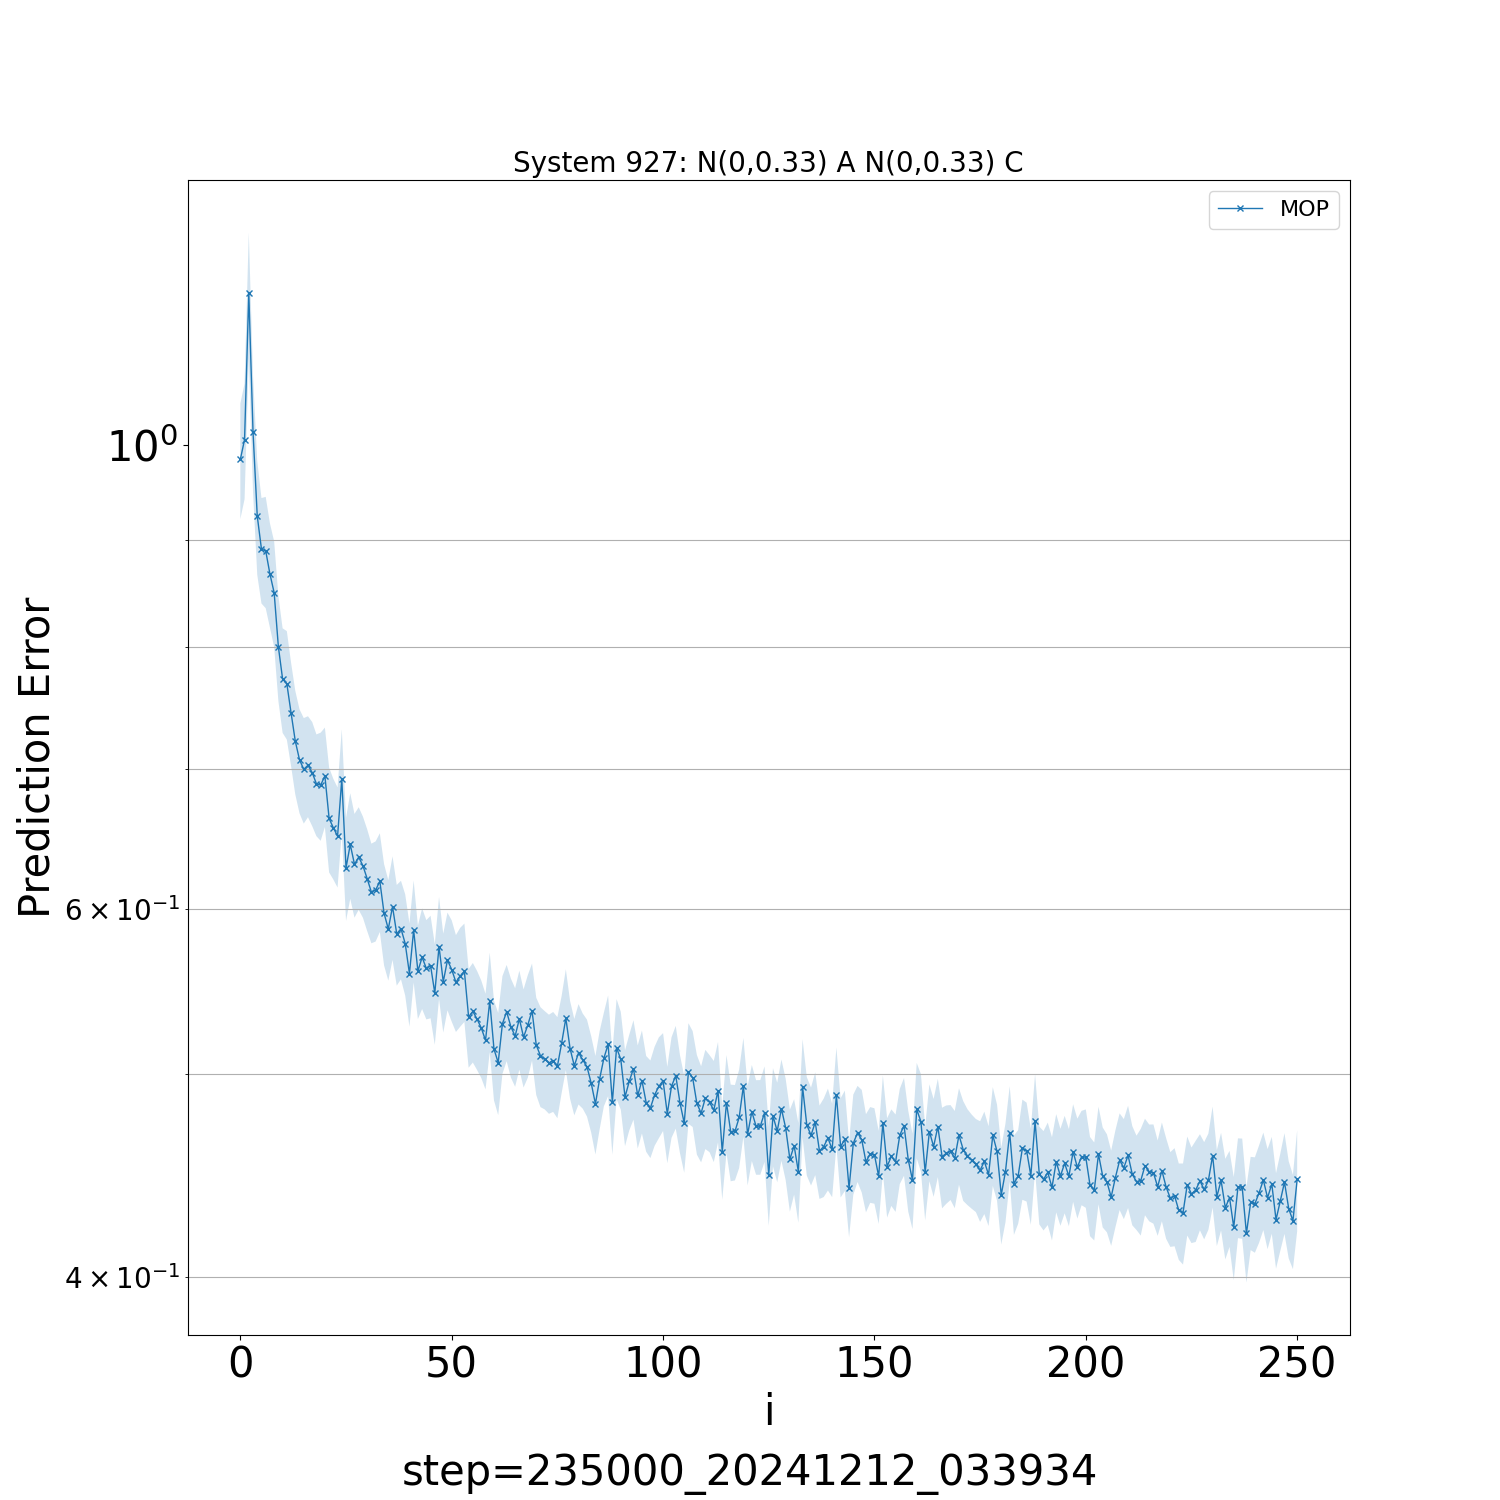 System 927: N(0,0.33) A N(0,0.33) C
MOP
Prediction Error
10⁰
6 × 10⁻¹
4 × 10⁻¹
0 50 100 150 200 250
i
step=235000_20241212_033934